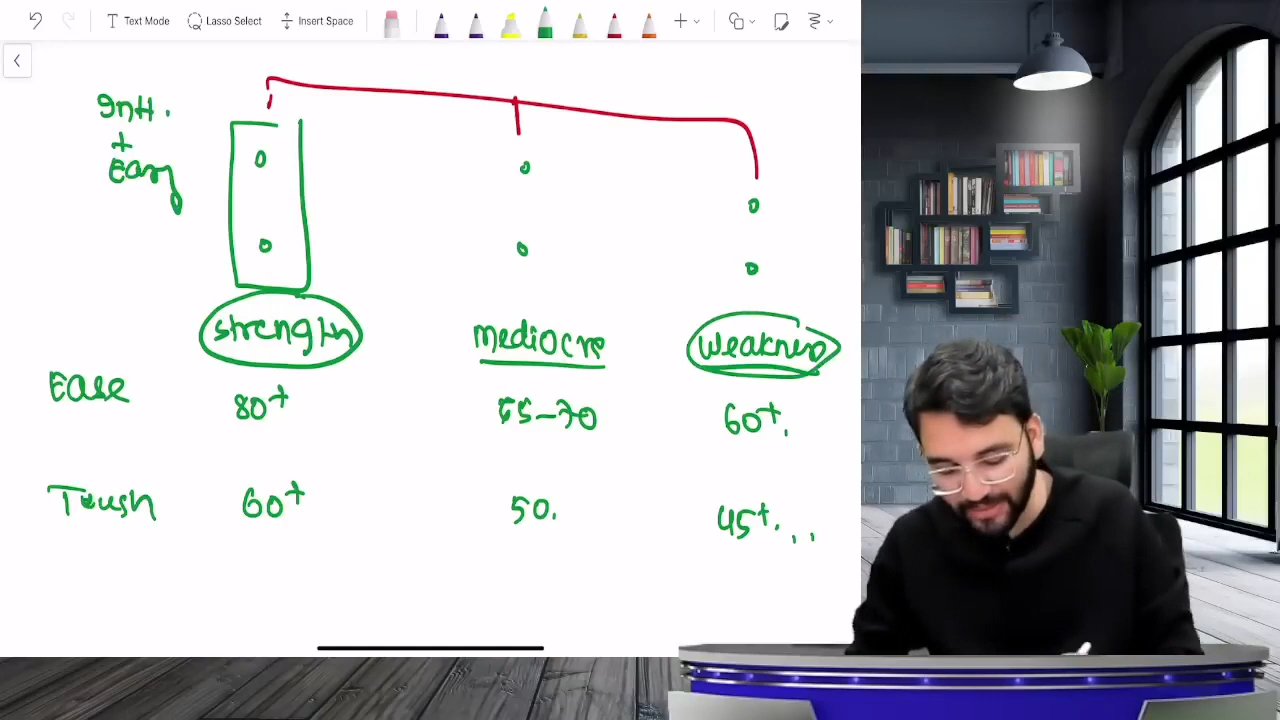 Text Mode Lasso Select Insert Space
Int.
+
Easy
strength mediocre weakness
Ease 80+ 55-70 60+.
Tough 60+ 50. 45+...